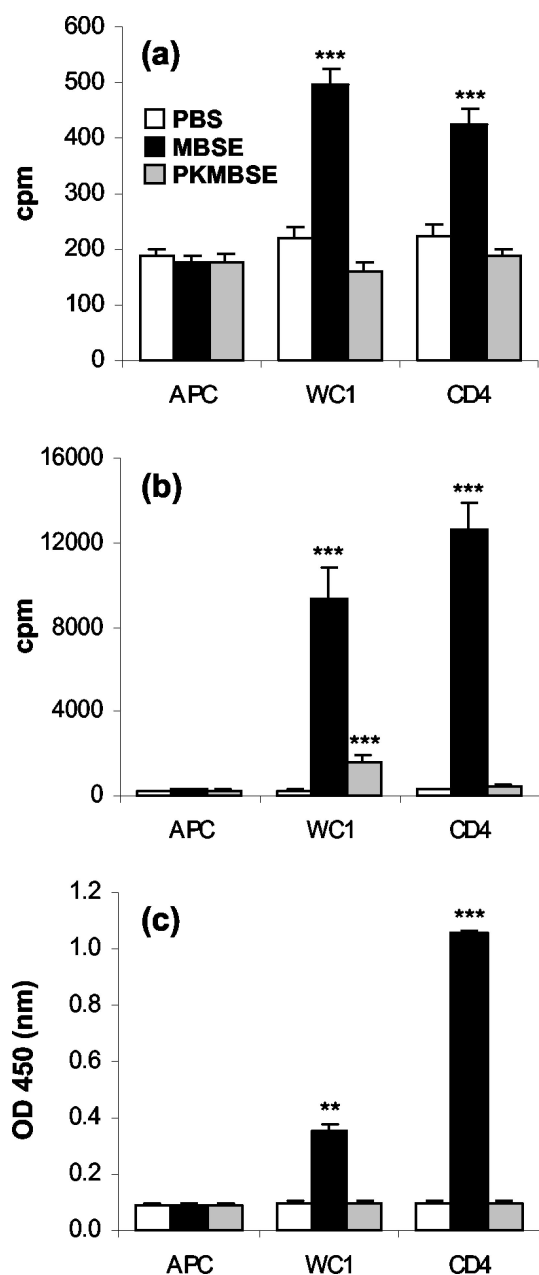 600
(a)
***
***
500
PBS
MBSE
PKMBSE
400
300
200
100
0
cpm
APC WC1 CD4
16000
(b)
***
***
12000
8000
4000
***
0
cpm
APC WC1 CD4
1.2
(c)
***
1.0
0.8
0.6
0.4
**
0.2
0.0
OD 450 (nm)
APC WC1 CD4